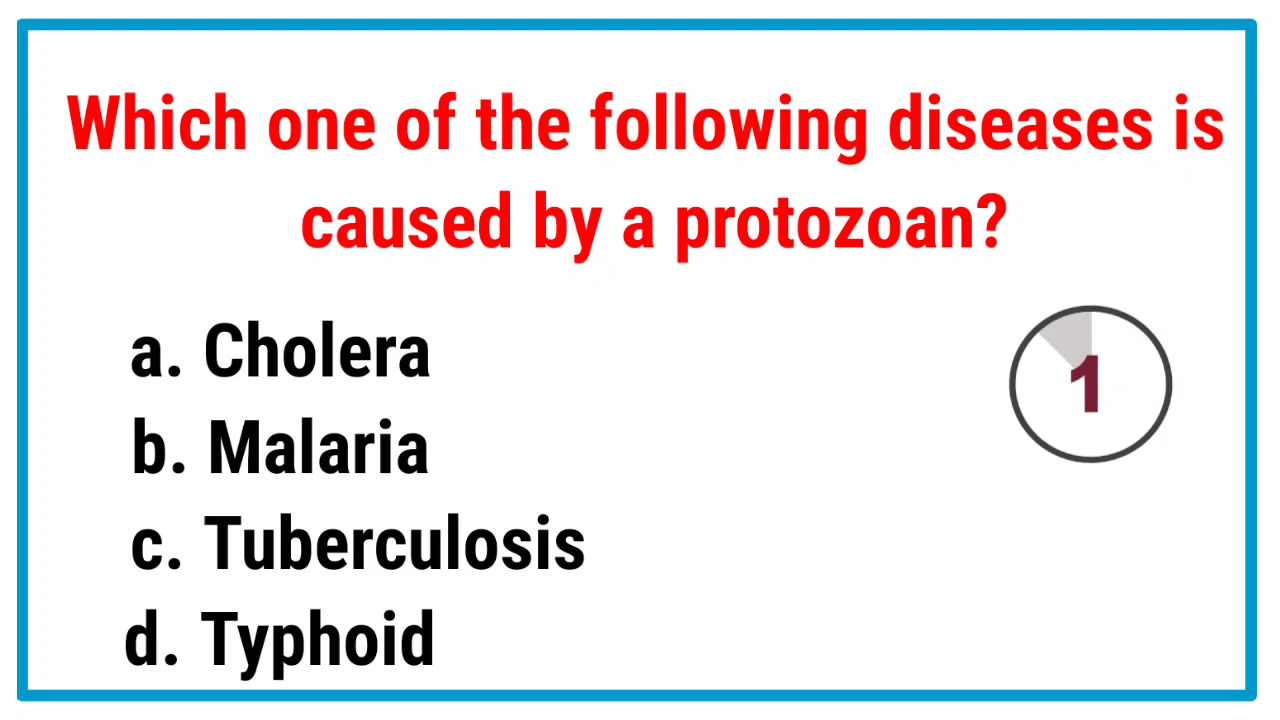 Which one of the following diseases is
caused by a protozoan?
a. Cholera
1
b. Malaria
c. Tuberculosis
d. Typhoid